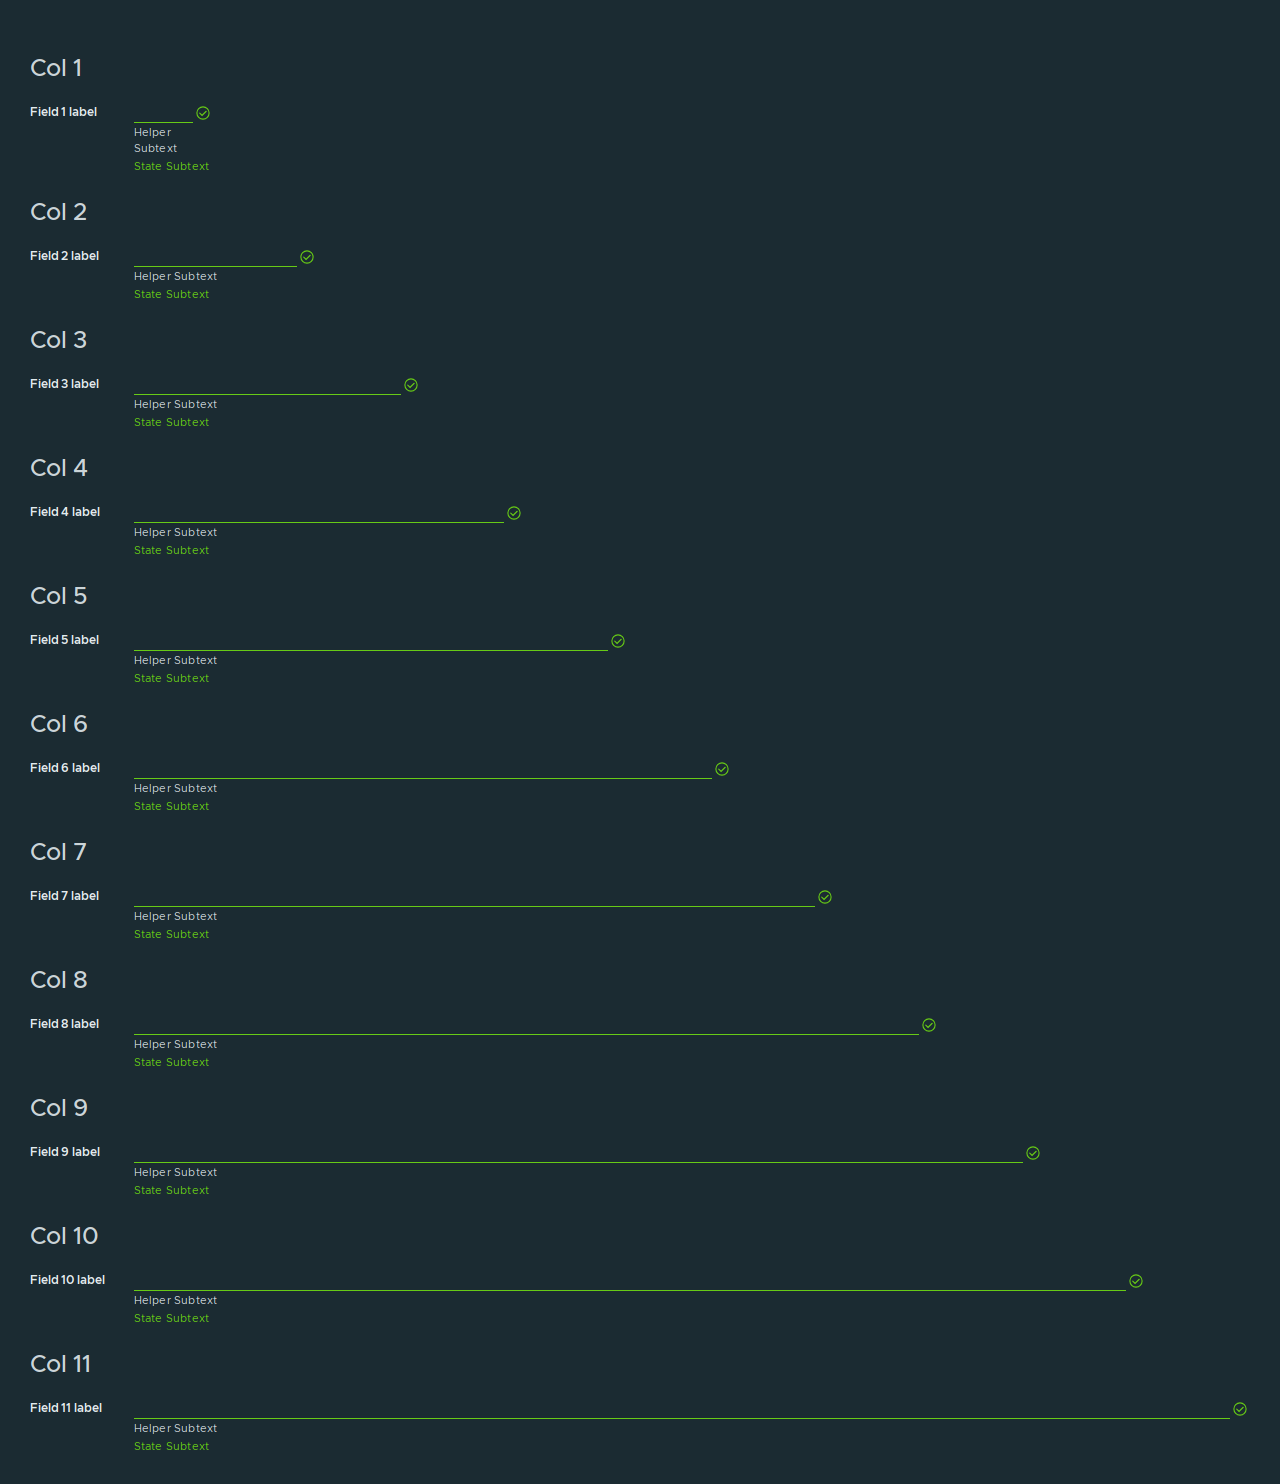 Col 1
Field 1 label
Helper
Subtext
State Subtext
Col 2
Field 2 label
Helper Subtext
State Subtext
Col 3
Field 3 label
Helper Subtext
State Subtext
Col 4
Field 4 label
Helper Subtext
State Subtext
Col 5
Field 5 label
Helper Subtext
State Subtext
Col 6
Field 6 label
Helper Subtext
State Subtext
Col 7
Field 7 label
Helper Subtext
State Subtext
Col 8
Field 8 label
Helper Subtext
State Subtext
Col 9
Field 9 label
Helper Subtext
State Subtext
Col 10
Field 10 label
Helper Subtext
State Subtext
Col 11
Field 11 label
Helper Subtext
State Subtext